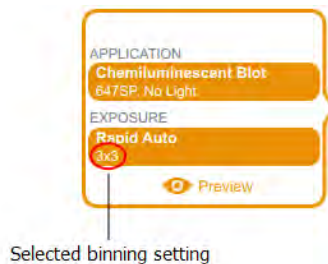 APPLICATION
Chemiluminescent Blot
647SP, No Light
EXPOSURE
Rapid Auto
3x3
Preview
Selected binning setting